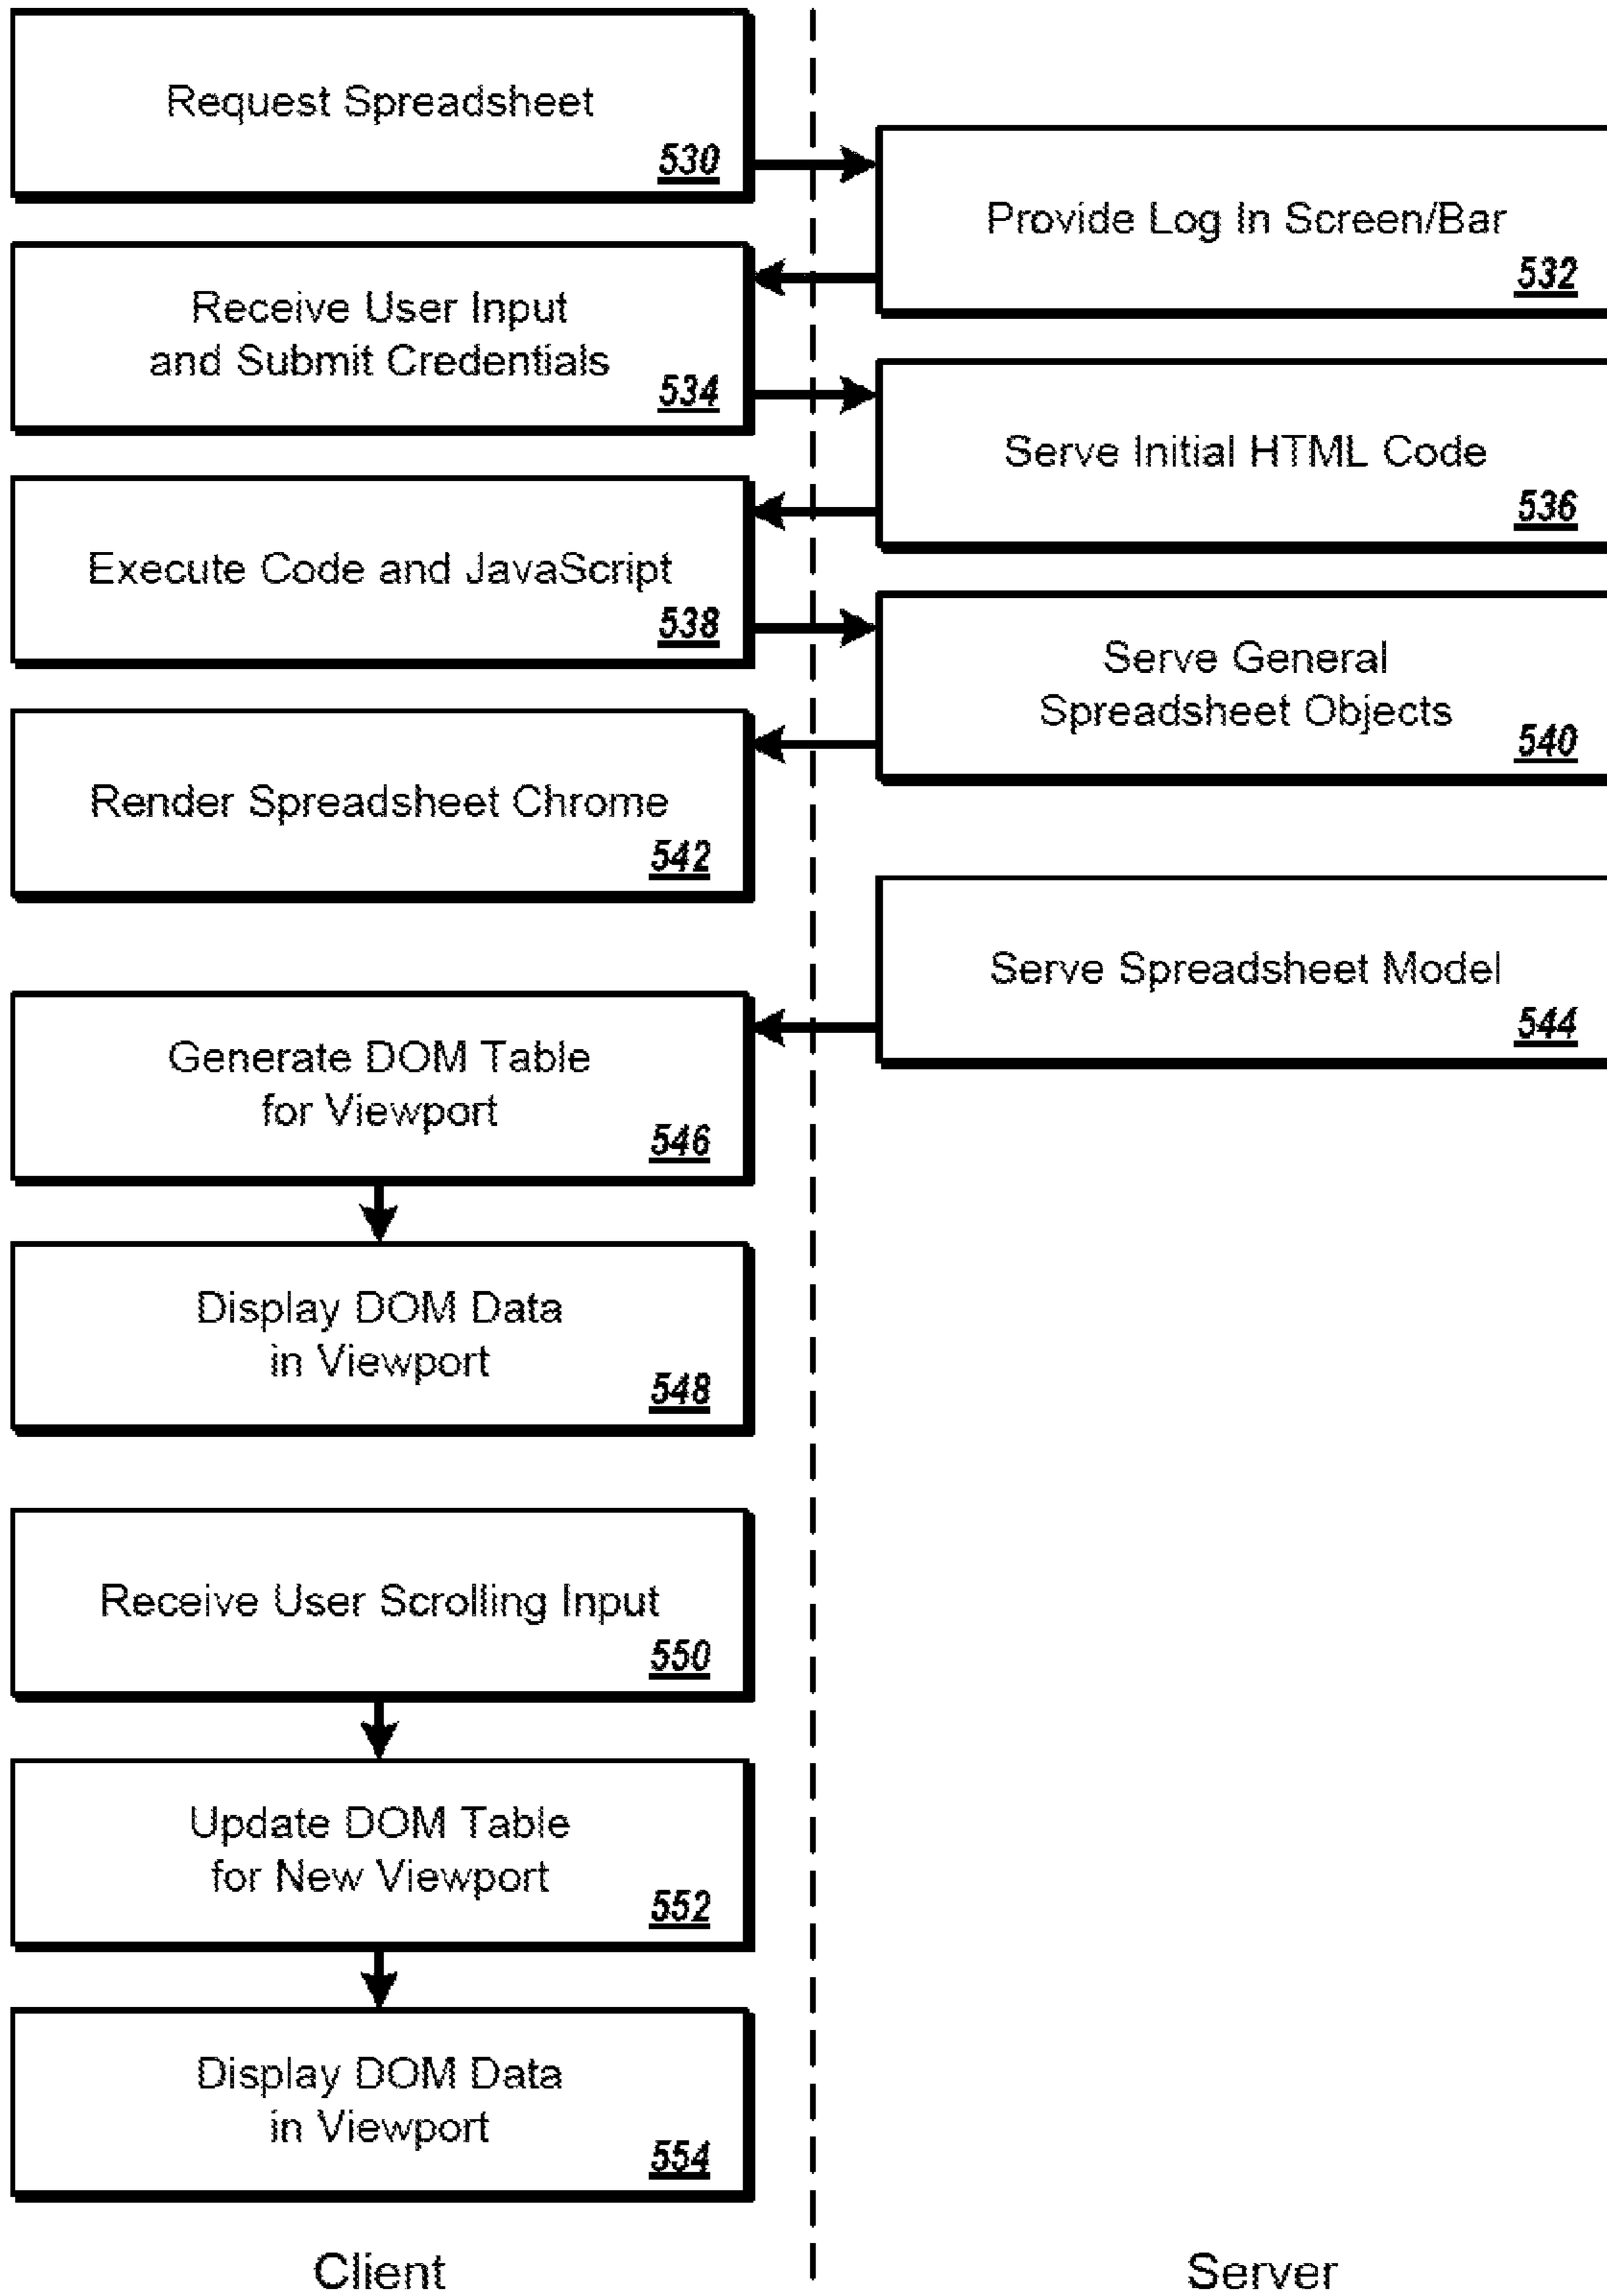 Request Spreadsheet
530
Provide Log In Screen/Bar
532
Receive User Input
and Submit Credentials
534
Serve Initial HTML Code
536
Execute Code and JavaScript
538
Serve General
Spreadsheet Objects
540
Render Spreadsheet Chrome
542
Serve Spreadsheet Model
544
Generate DOM Table
for Viewport
546
Display DOM Data
in Viewport
548
Receive User Scrolling Input
550
Update DOM Table
for New Viewport
552
Display DOM Data
in Viewport
554
Client
Server